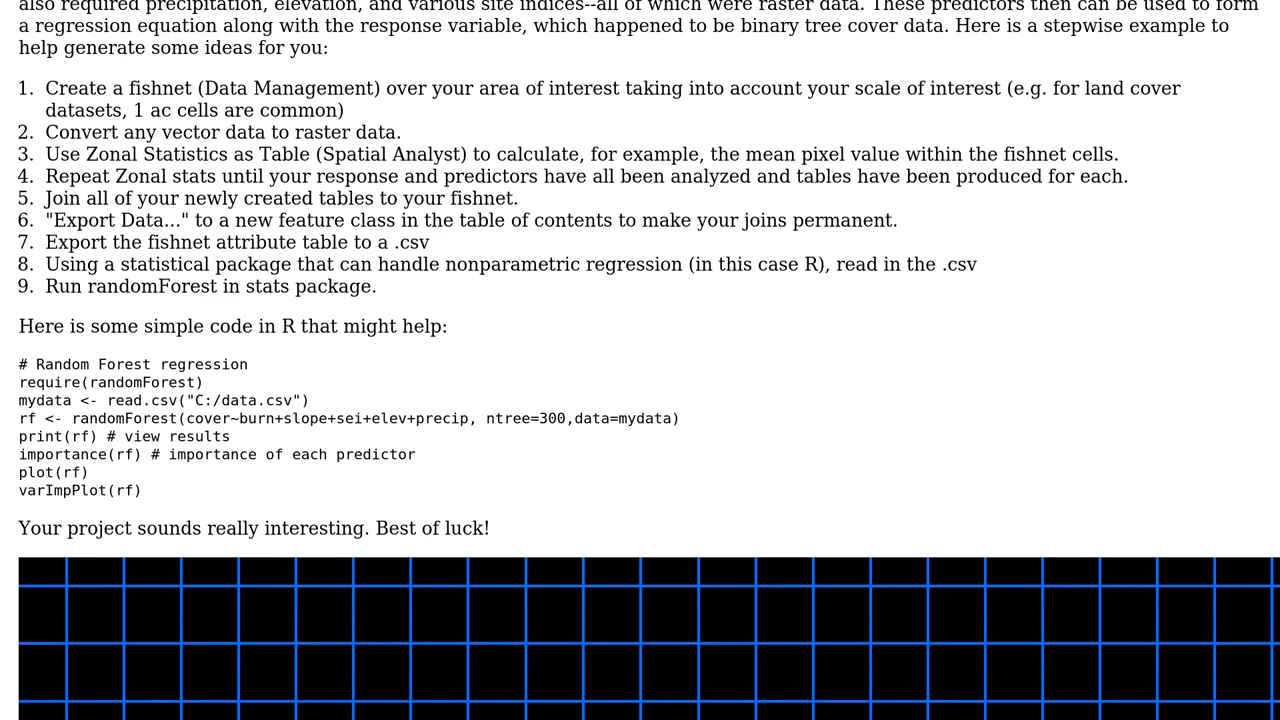 also required precipitation, elevation, and various site indices--all of which were raster data. These predictors then can be used to form
a regression equation along with the response variable, which happened to be binary tree cover data. Here is a stepwise example to
help generate some ideas for you:
1. Create a fishnet (Data Management) over your area of interest taking into account your scale of interest (e.g. for land cover
datasets, 1 ac cells are common)
2. Convert any vector data to raster data.
3. Use Zonal Statistics as Table (Spatial Analyst) to calculate, for example, the mean pixel value within the fishnet cells.
4. Repeat Zonal stats until your response and predictors have all been analyzed and tables have been produced for each.
5. Join all of your newly created tables to your fishnet.
6. "Export Data..." to a new feature class in the table of contents to make your joins permanent.
7. Export the fishnet attribute table to a .csv
8. Using a statistical package that can handle nonparametric regression (in this case R), read in the .csv
9. Run randomForest in stats package.
Here is some simple code in R that might help:
# Random Forest regression
require(randomForest)
mydata <- read.csv("C:/data.csv")
rf <- randomForest(cover~burn+slope+sei+elev+precip, ntree=300,data=mydata)
print(rf) # view results
importance(rf) # importance of each predictor
plot(rf)
varImpPlot(rf)
Your project sounds really interesting. Best of luck!